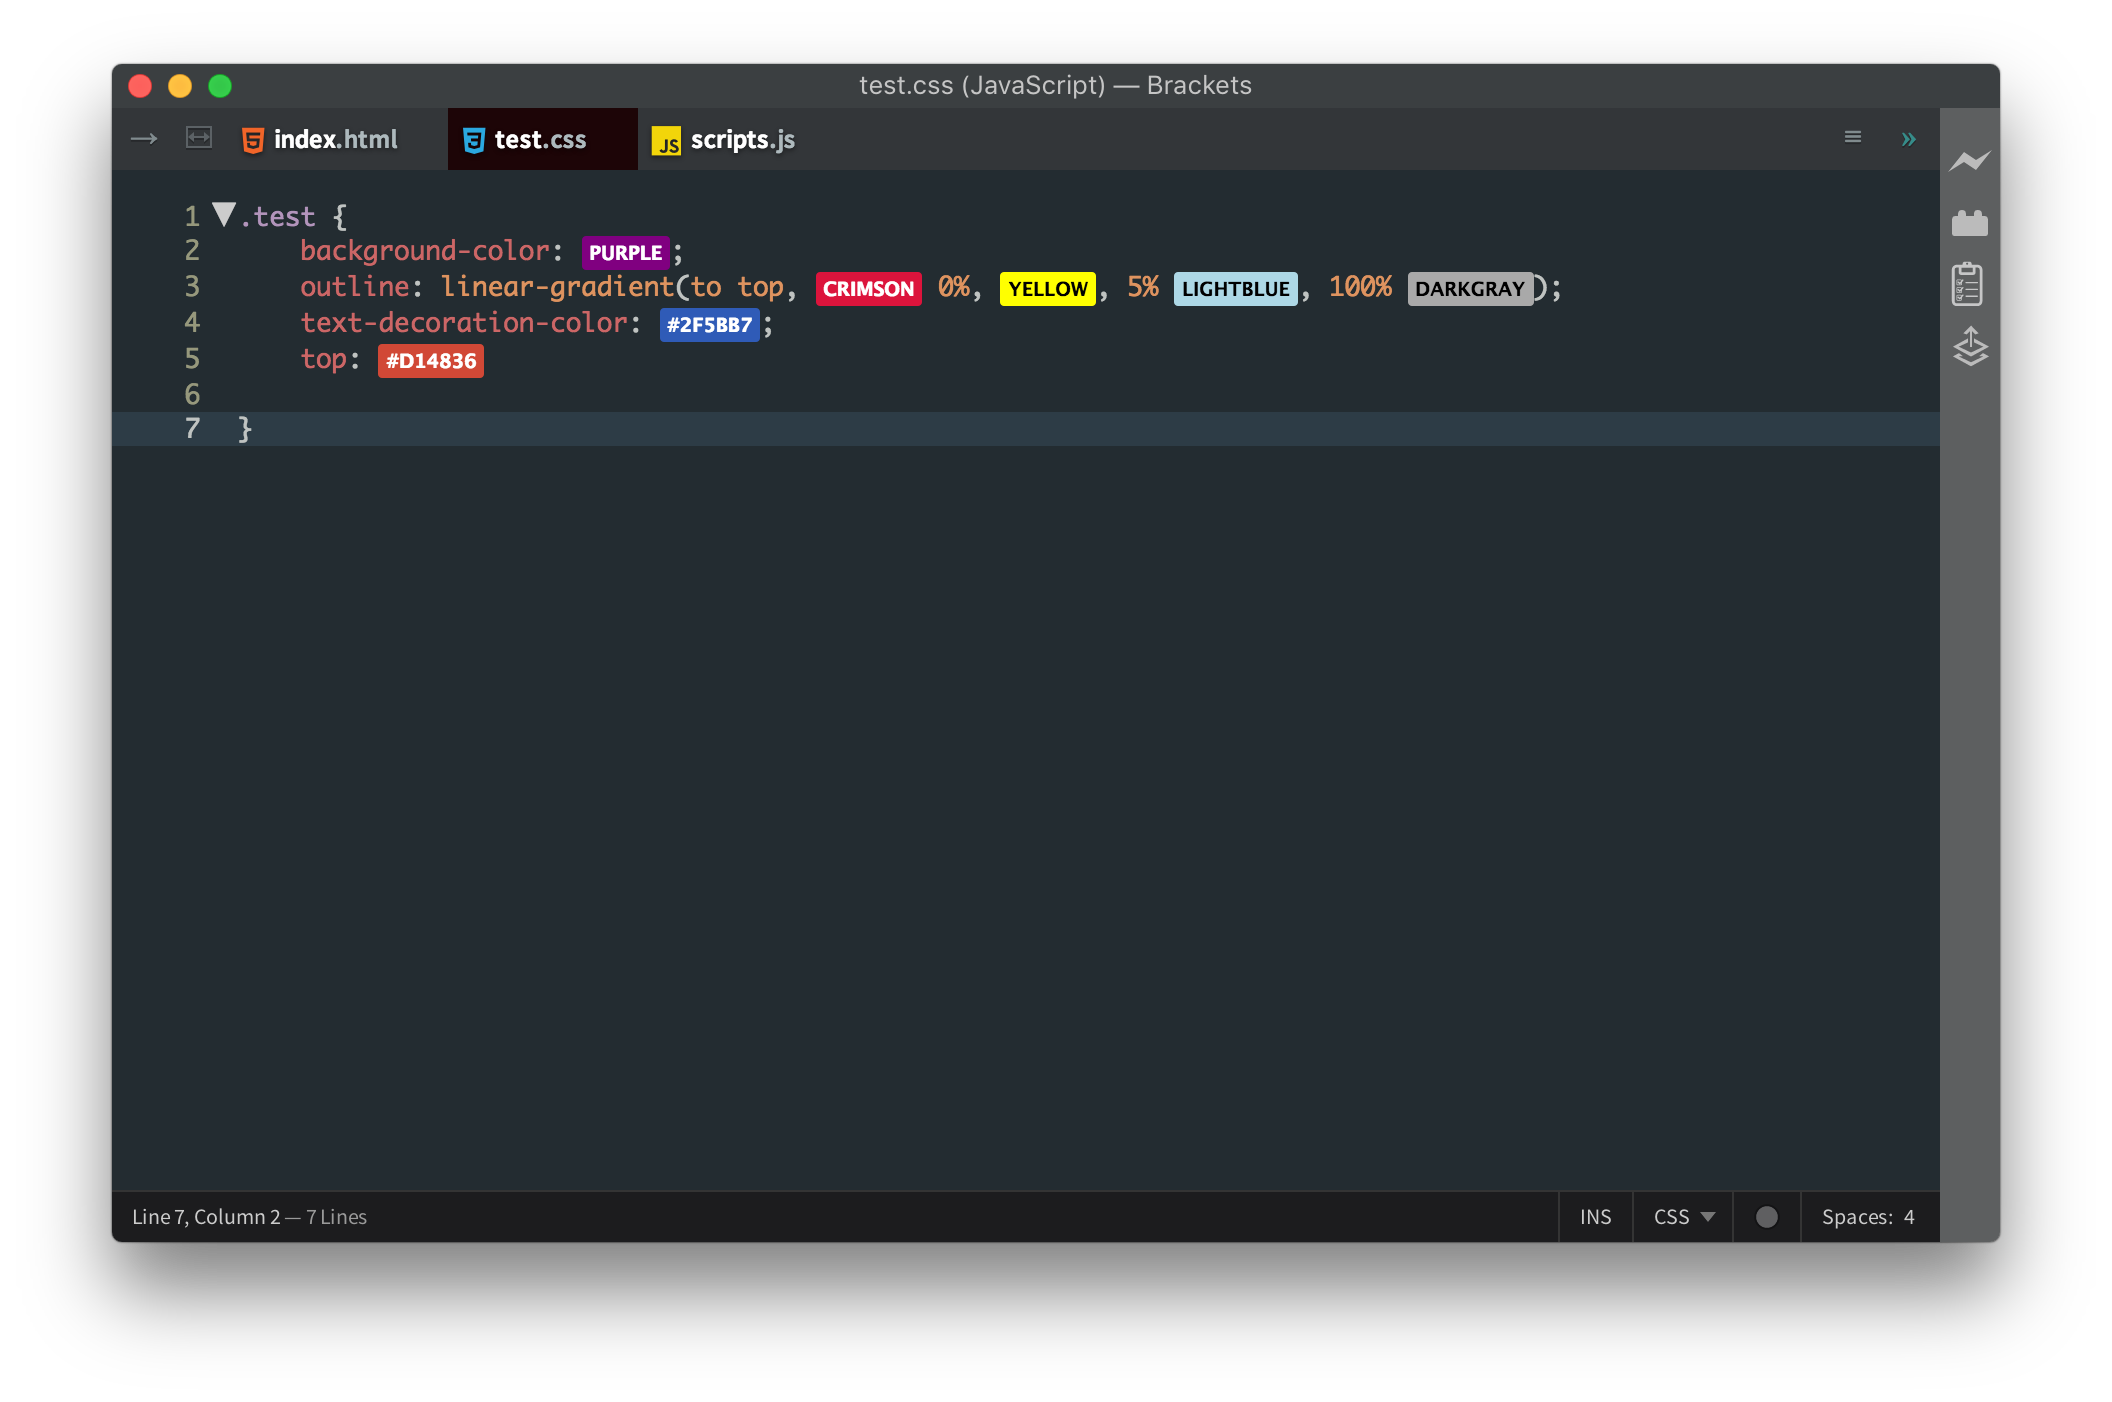 test.css (JavaScript) — Brackets
index.html test.css JS scripts.js
1 .test {
2 background-color: PURPLE;
3 outline: linear-gradient(to top, CRIMSON 0%, YELLOW, 5% LIGHTBLUE, 100% DARKGRAY);
4 text-decoration-color: #2F5BB7;
5 top: #D14836
6
7 }
Line 7, Column 2 — 7 Lines INS CSS Spaces: 4